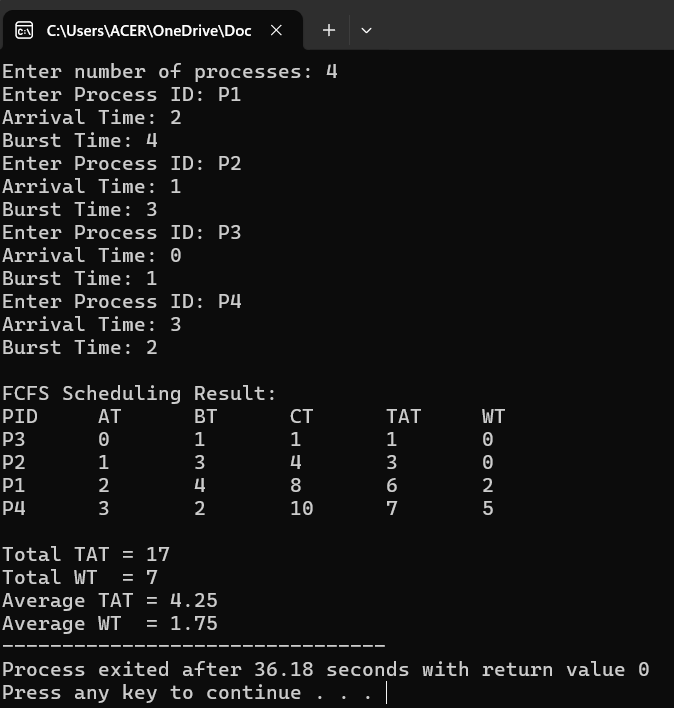 C:\Users\ACER\OneDrive\Doc
Enter number of processes: 4
Enter Process ID: P1
Arrival Time: 2
Burst Time: 4
Enter Process ID: P2
Arrival Time: 1
Burst Time: 3
Enter Process ID: P3
Arrival Time: 0
Burst Time: 1
Enter Process ID: P4
Arrival Time: 3
Burst Time: 2

FCFS Scheduling Result:
PID     AT      BT      CT      TAT     WT
P3      0       1       1       1       0
P2      1       3       4       3       0
P1      2       4       8       6       2
P4      3       2       10      7       5

Total TAT = 17
Total WT  = 7
Average TAT = 4.25
Average WT  = 1.75
--------------------------------
Process exited after 36.18 seconds with return value 0
Press any key to continue . . .